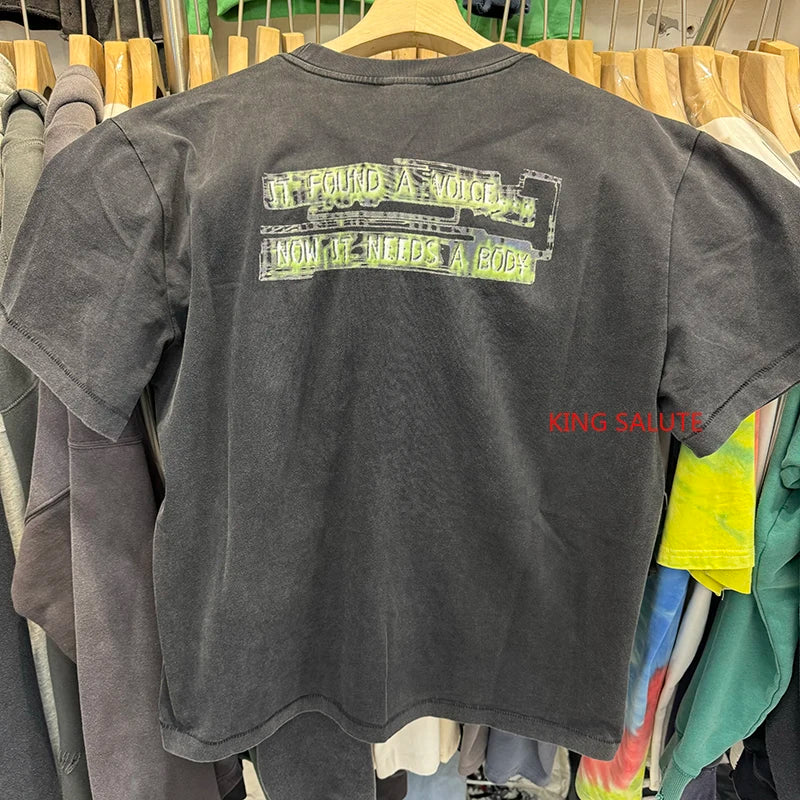 IT FOUND A VOICE...
NOW IT NEEDS A BODY
KING SALUTE